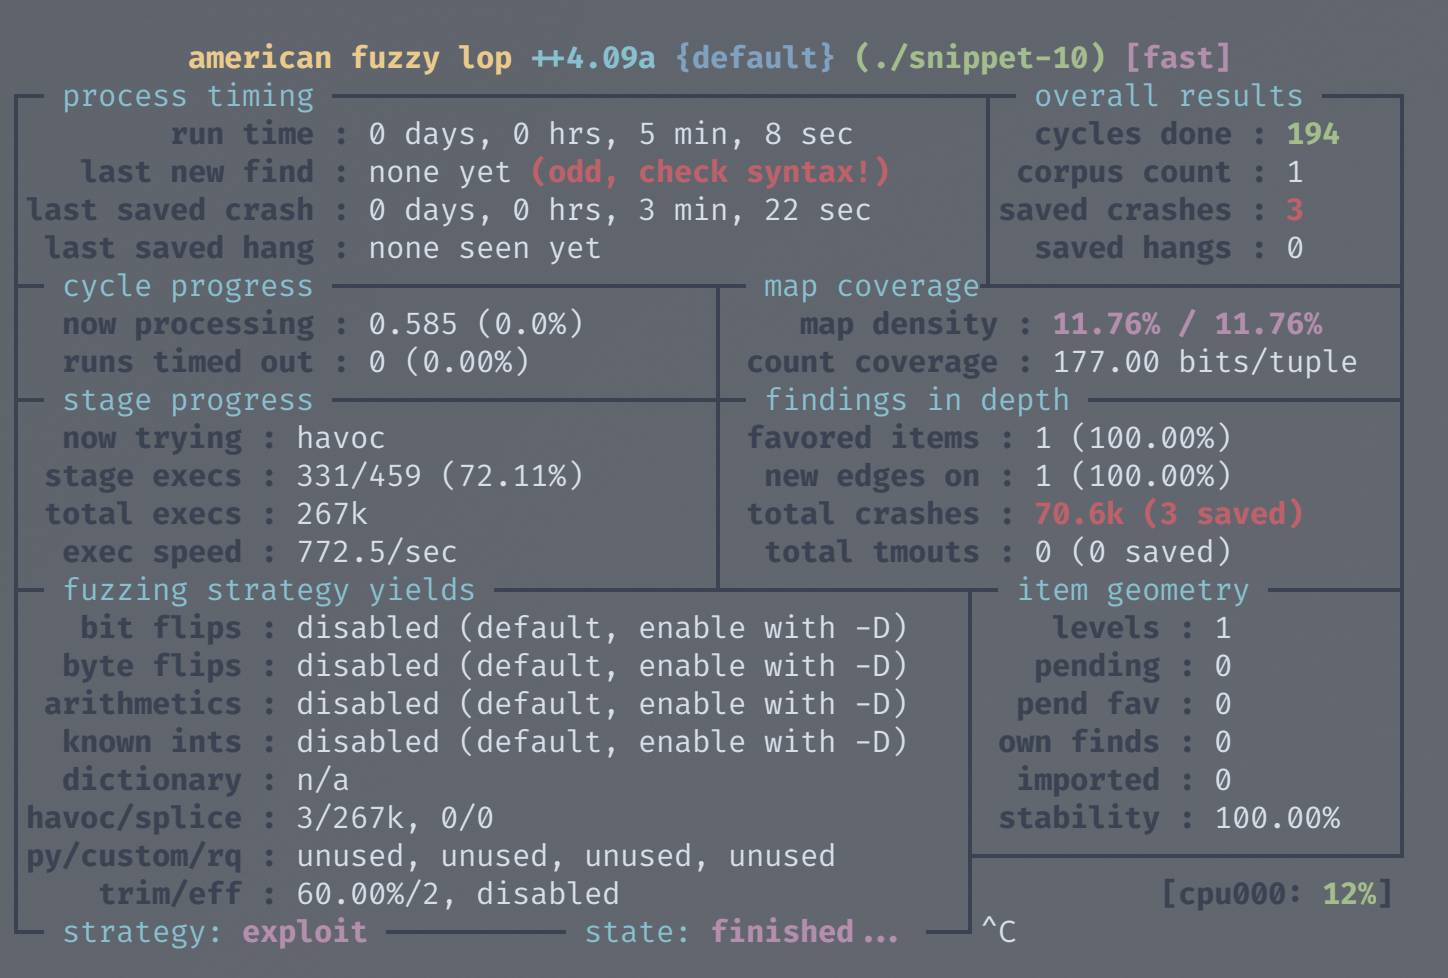 american fuzzy lop ++4.09a {default} (./snippet-10) [fast]
process timing overall results
run time : 0 days, 0 hrs, 5 min, 8 sec cycles done : 194
last new find : none yet (odd, check syntax!) corpus count : 1
last saved crash : 0 days, 0 hrs, 3 min, 22 sec saved crashes : 3
last saved hang : none seen yet saved hangs : 0
cycle progress map coverage
now processing : 0.585 (0.0%) map density : 11.76% / 11.76%
runs timed out : 0 (0.00%) count coverage : 177.00 bits/tuple
stage progress findings in depth
now trying : havoc favored items : 1 (100.00%)
stage execs : 331/459 (72.11%) new edges on : 1 (100.00%)
total execs : 267k total crashes : 70.6k (3 saved)
exec speed : 772.5/sec total tmouts : 0 (0 saved)
fuzzing strategy yields item geometry
bit flips : disabled (default, enable with -D) levels : 1
byte flips : disabled (default, enable with -D) pending : 0
arithmetics : disabled (default, enable with -D) pend fav : 0
known ints : disabled (default, enable with -D) own finds : 0
dictionary : n/a imported : 0
havoc/splice : 3/267k, 0/0 stability : 100.00%
py/custom/rq : unused, unused, unused, unused
trim/eff : 60.00%/2, disabled [cpu000: 12%]
strategy: exploit state: finished... ^C